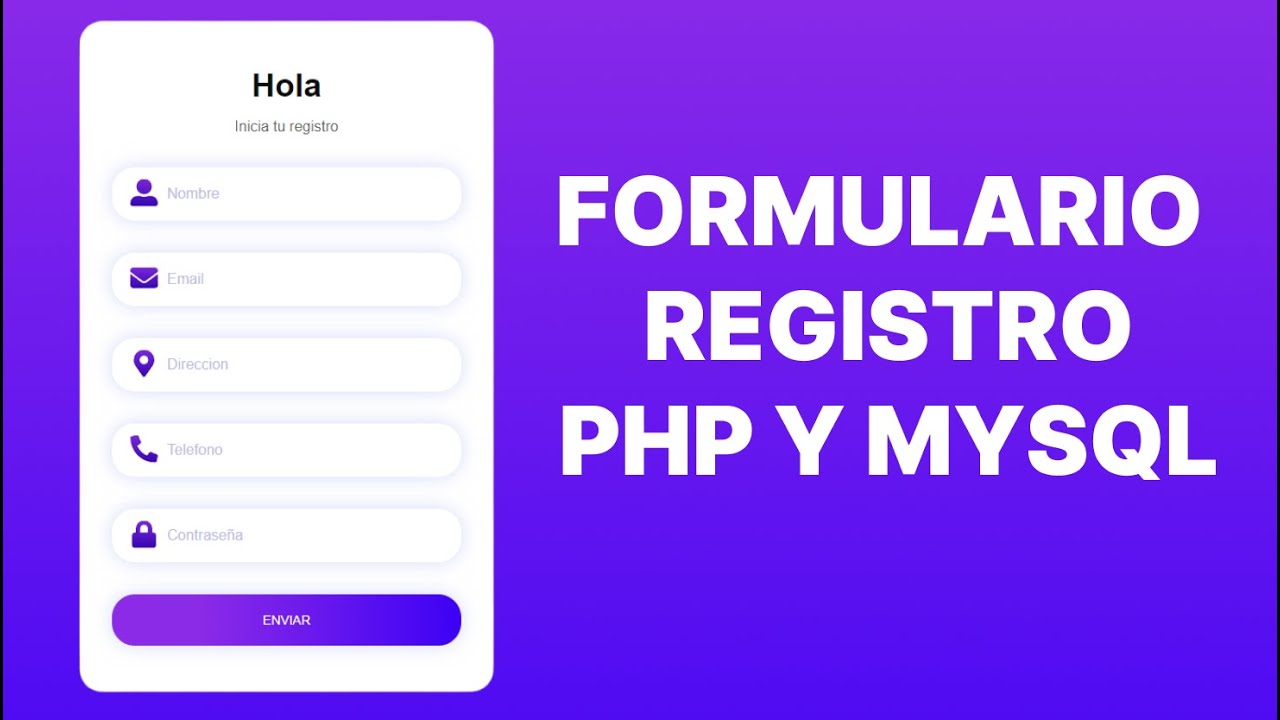 Hola
Inicia tu registro
Nombre
Email
Direccion
Telefono
Contraseña
ENVIAR
FORMULARIO
REGISTRO
PHP Y MYSQL